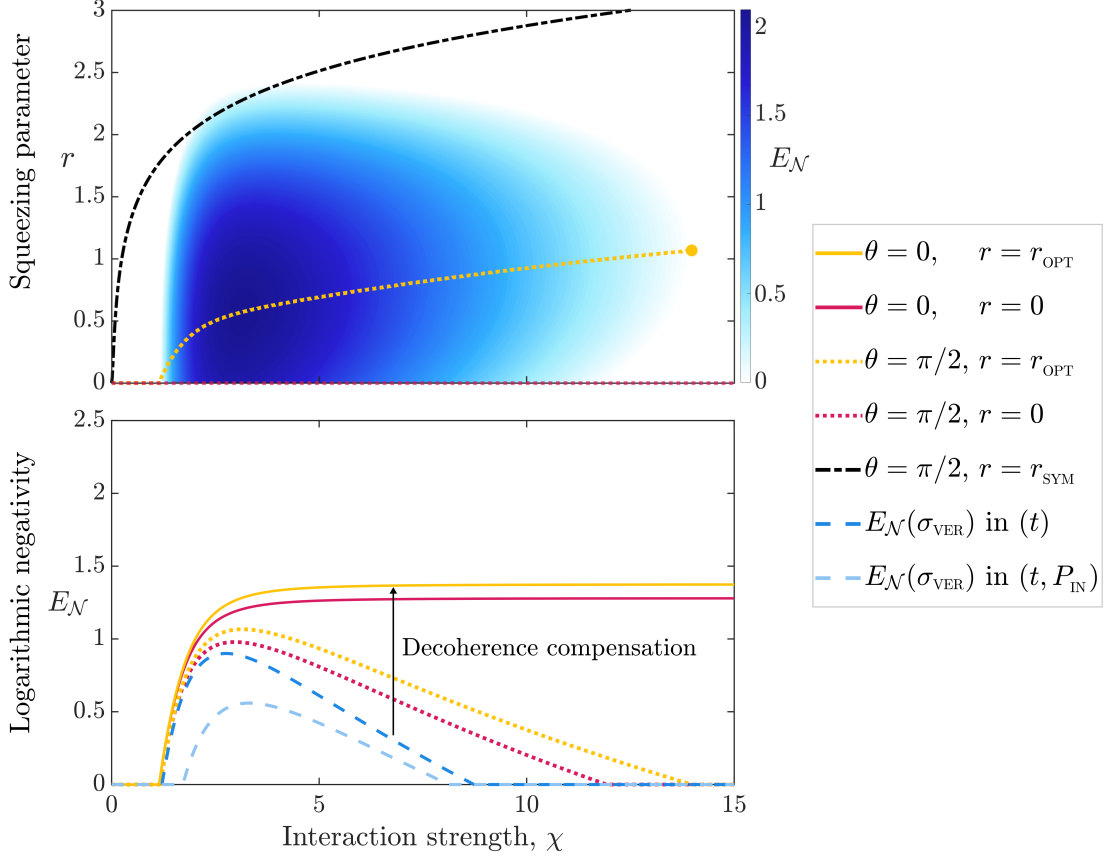 Squeezing parameter
r
3
2.5
2
1.5
1
0.5
0
2
1.5
1
0.5
0
E_𝒩
Logarithmic negativity
E_𝒩
2.5
2
1.5
1
0.5
0
Decoherence compensation
0
5
10
15
Interaction strength, χ
θ = 0, r = r_OPT
θ = 0, r = 0
θ = π/2, r = r_OPT
θ = π/2, r = 0
θ = π/2, r = r_SYM
E_𝒩(σ_VER) in (t)
E_𝒩(σ_VER) in (t, P_IN)